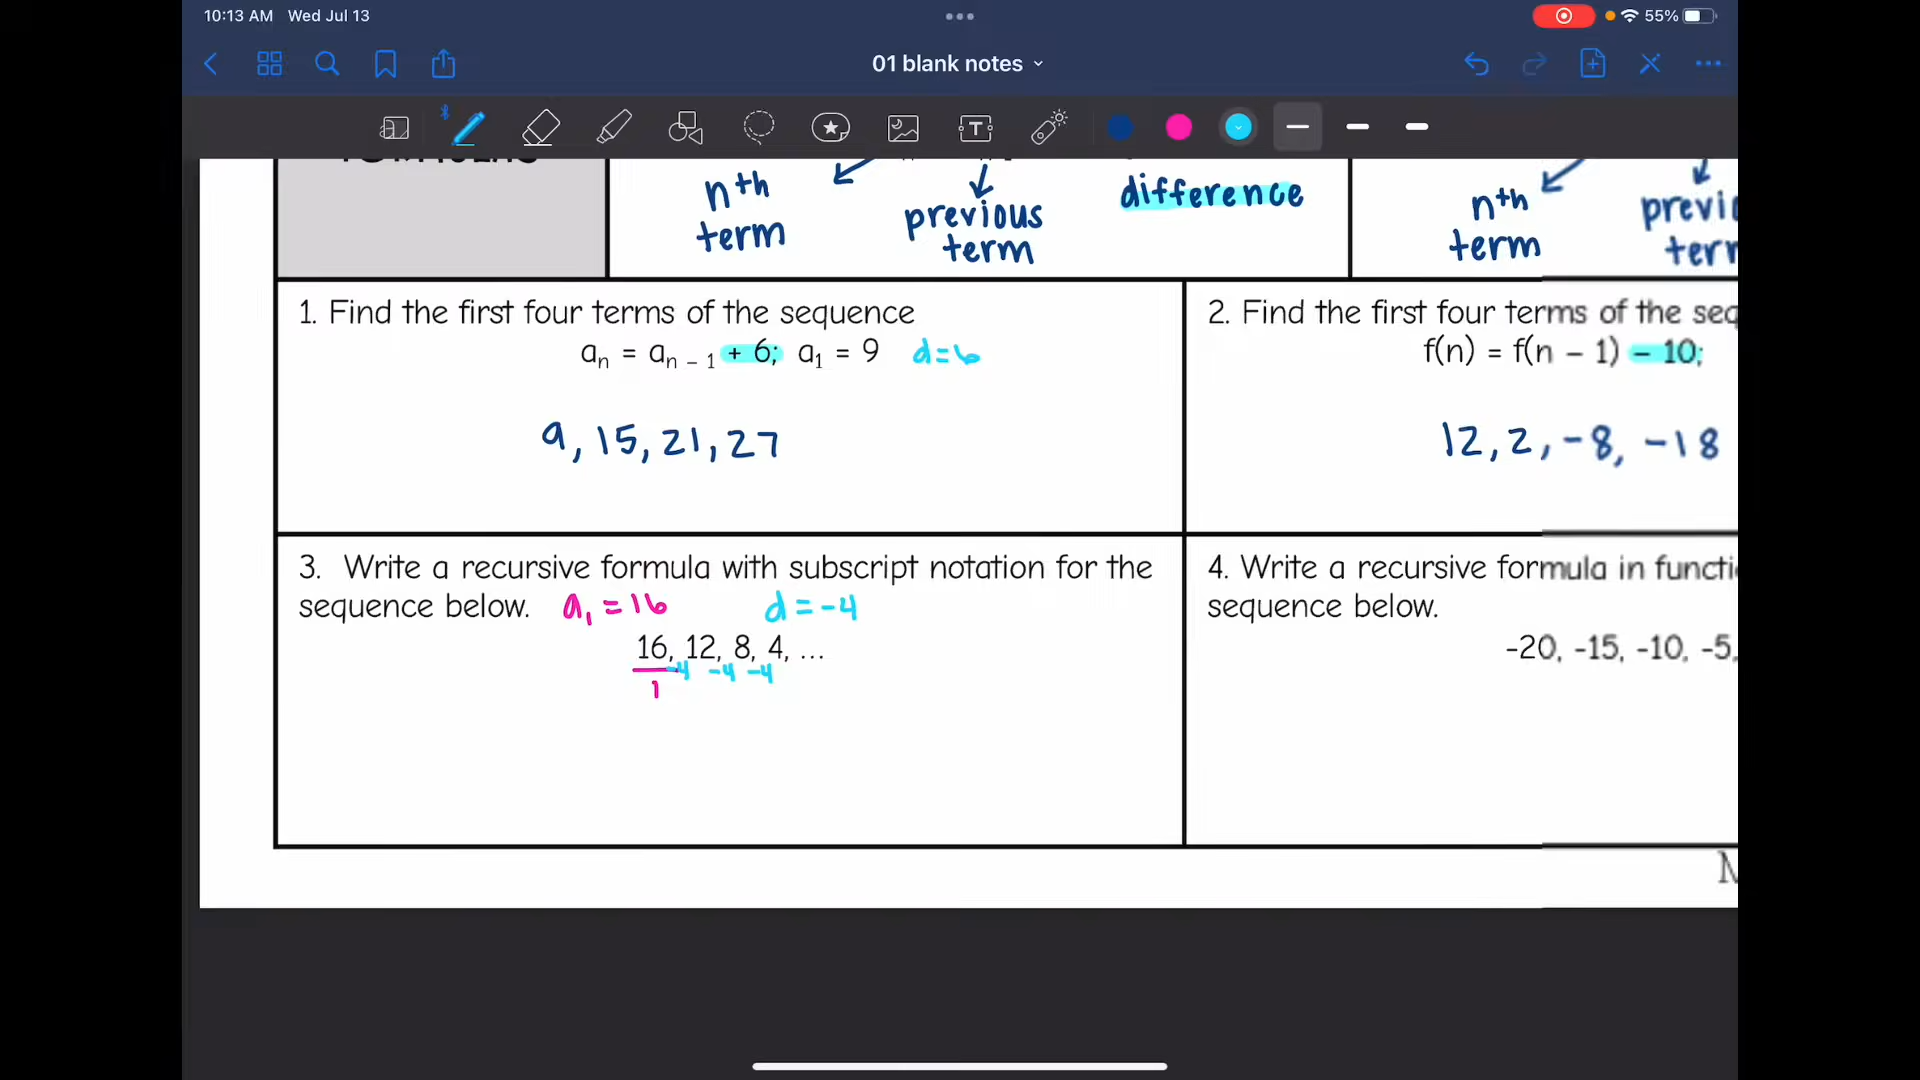 10:13 AM Wed Jul 13
55%
01 blank notes
nth term
previous term
difference
nth term
1. Find the first four terms of the sequence
aₙ = aₙ ₋ ₁ + 6; a₁ = 9 d=6
9, 15, 21, 27
2. Find the first four terms of the
f(n) = f(n – 1) – 10;
12, 2, -8, -18
3. Write a recursive formula with subscript notation for the
sequence below. a₁ = 16 d = -4
16, 12, 8, 4, ...
-4 -4 -4
1
4. Write a recursive formula in
sequence below.
-20, -15, -10, -5,